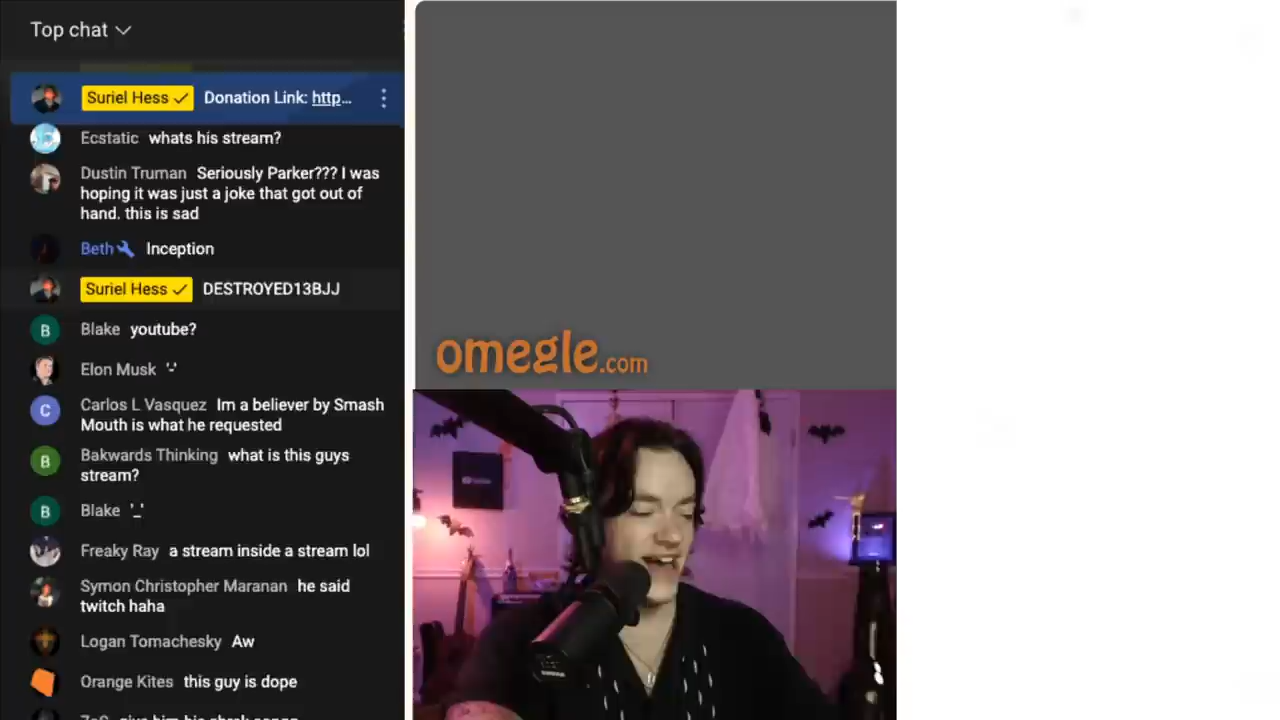 Top chat
Suriel Hess Donation Link: http...
Ecstatic whats his stream?
Dustin Truman Seriously Parker??? I was
hoping it was just a joke that got out of
hand. this is sad
Beth Inception
Suriel Hess DESTROYED13BJJ
Blake youtube?
Elon Musk
Carlos L Vasquez Im a believer by Smash
Mouth is what he requested
Bakwards Thinking what is this guys
stream?
Blake '_'
Freaky Ray a stream inside a stream lol
Symon Christopher Maranan he said
twitch haha
Logan Tomachesky Aw
Orange Kites this guy is dope
omegle.com
B
B
C
B
B